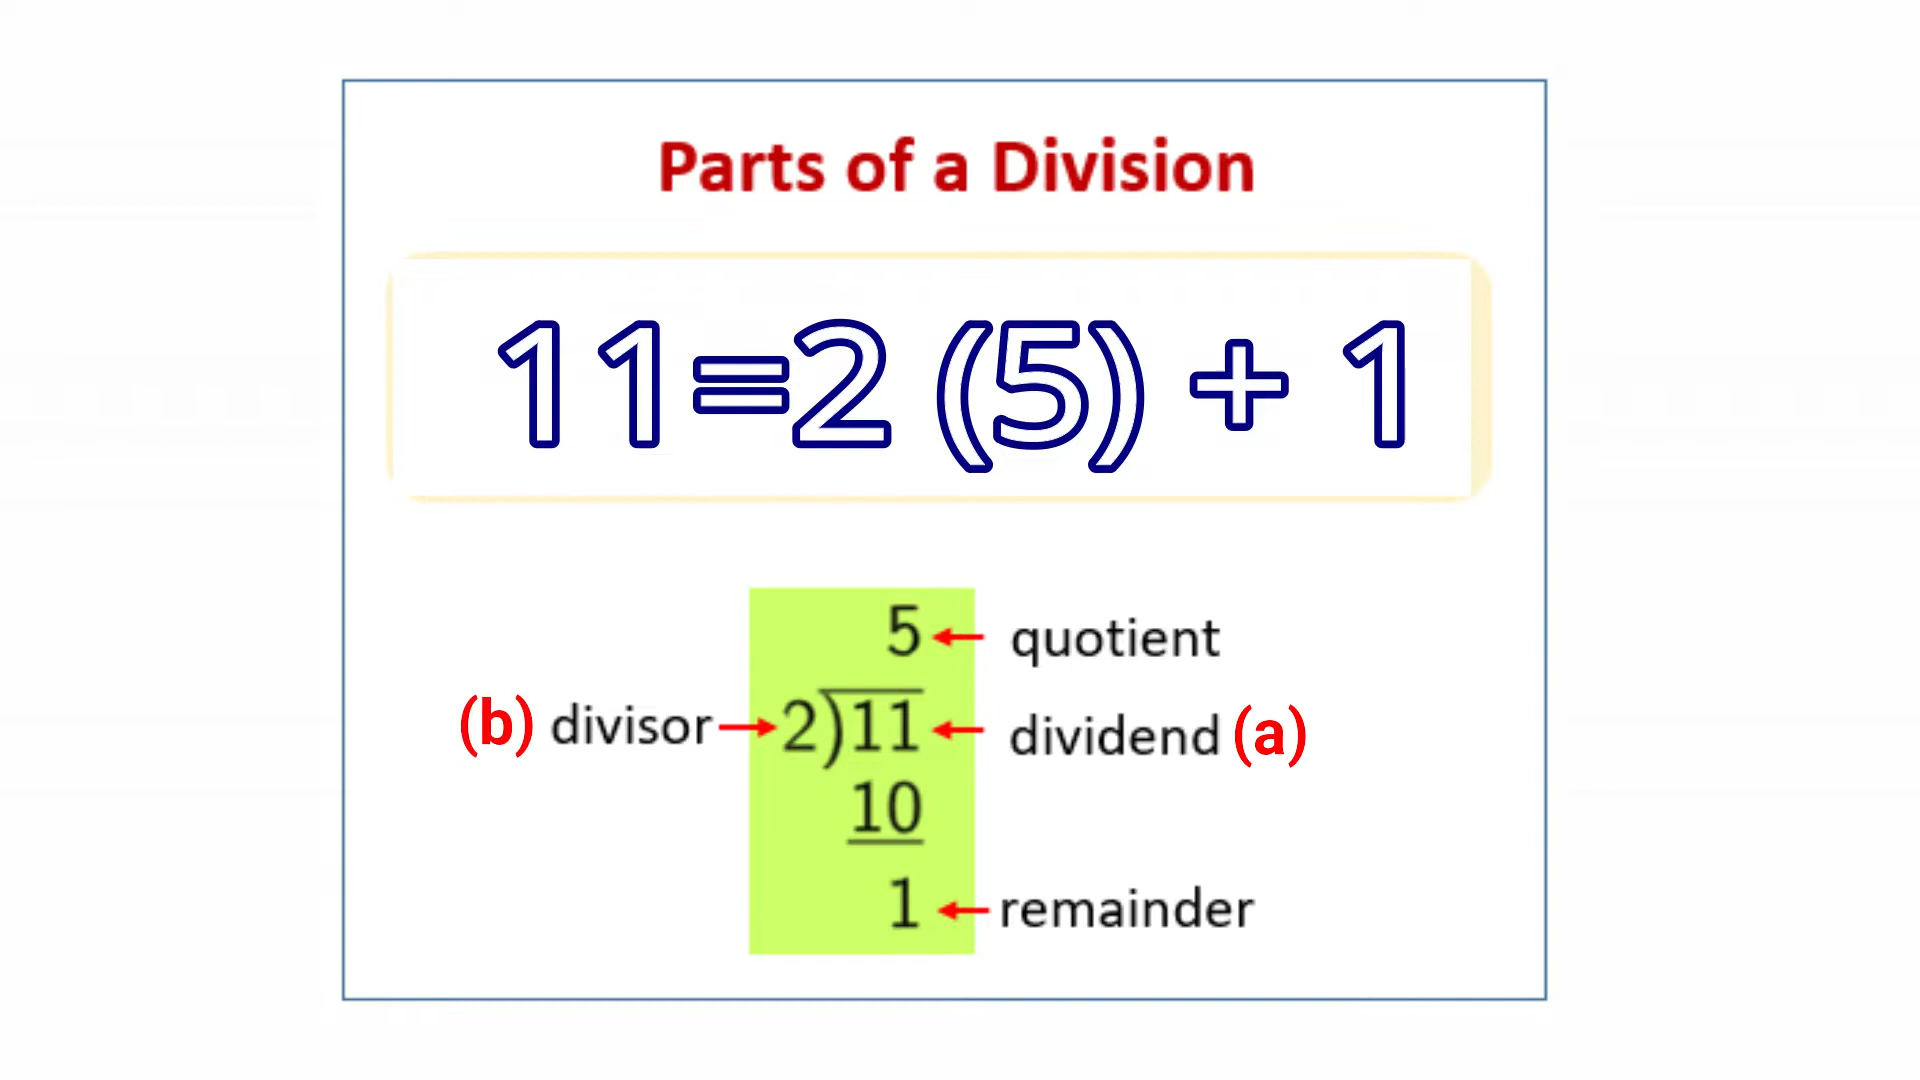 Parts of a Division
11=2 (5) + 1
5 quotient
(b) divisor 2)11 dividend (a)
10
1 remainder